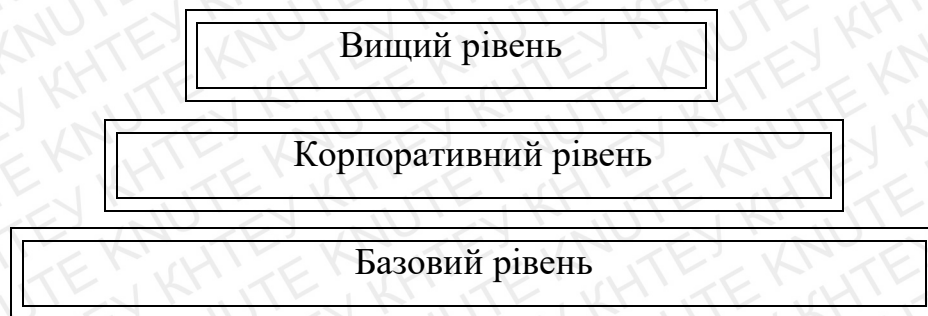 Вищий рівень
Корпоративний рівень
Базовий рівень